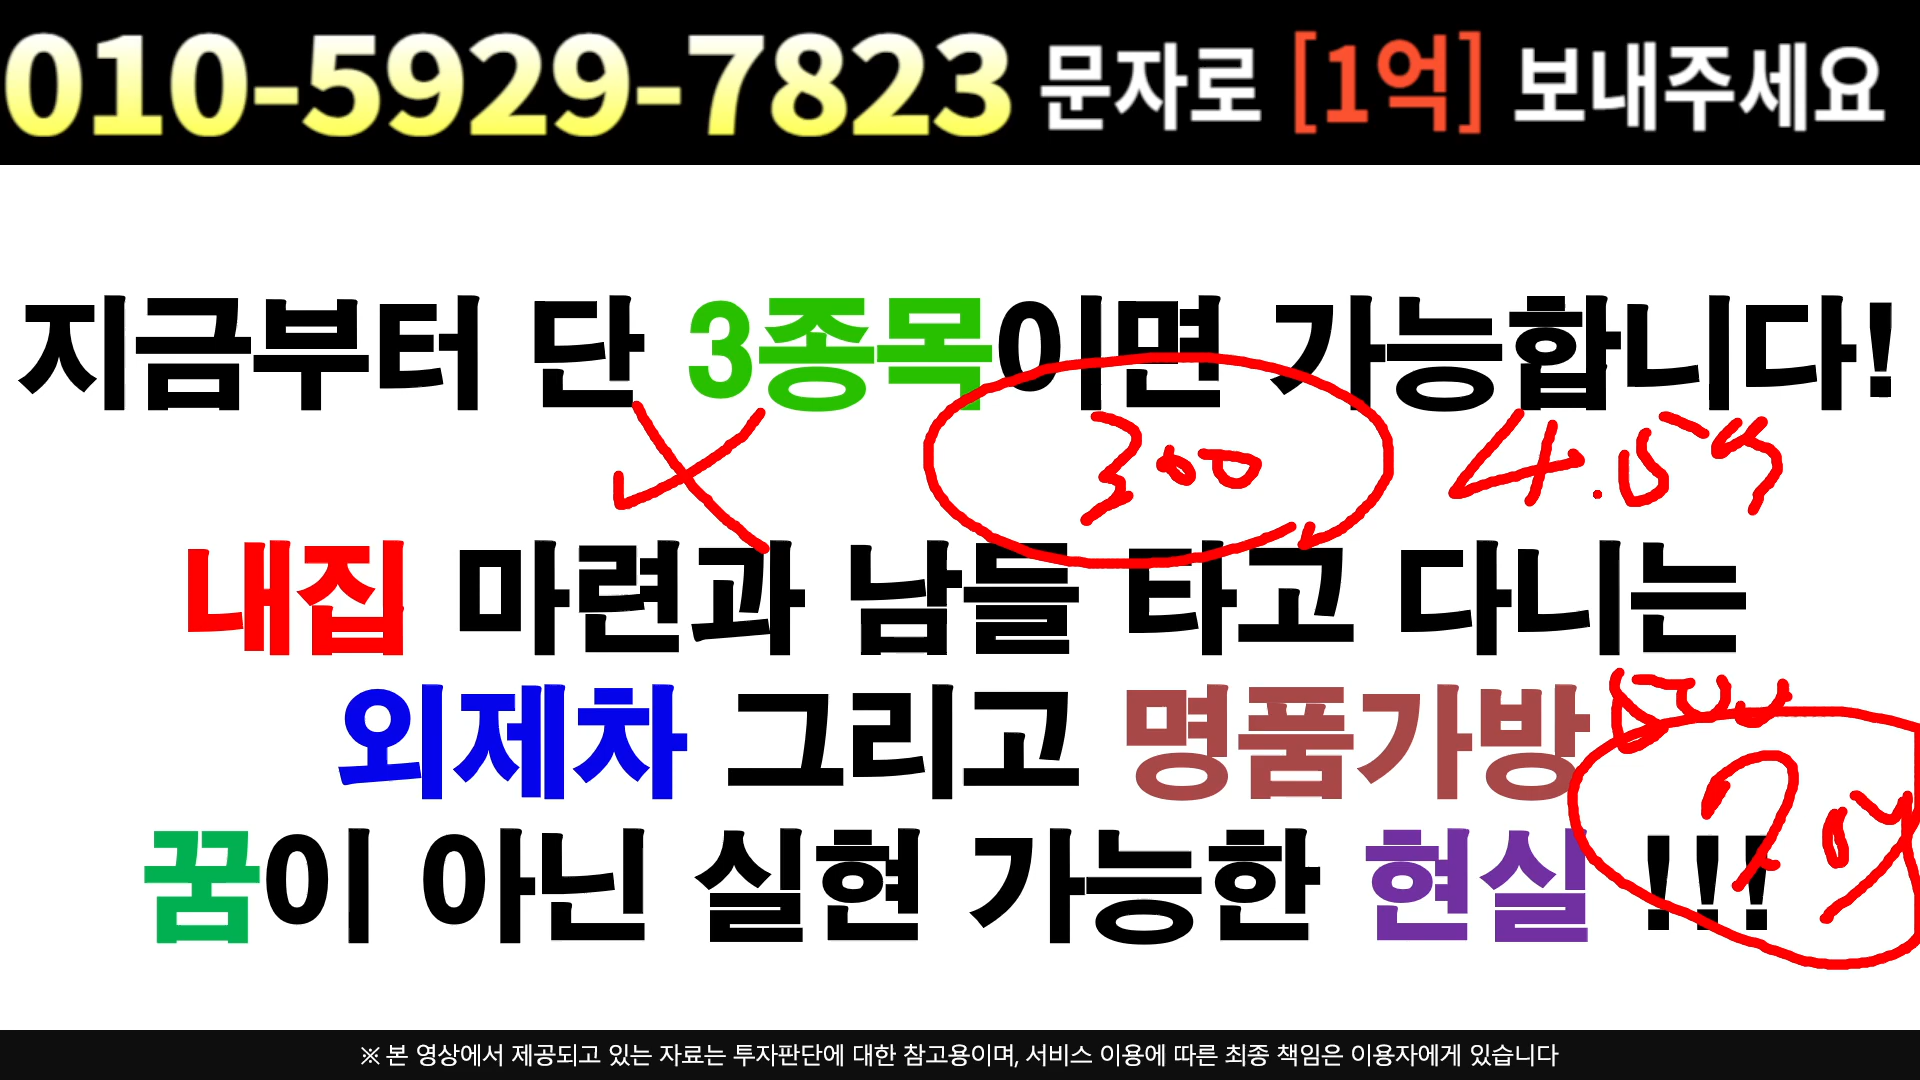 010-5929-7823 문자로 [1억] 보내주세요
지금부터 단 3종목이면 가능합니다!
300 4.5억
내집 마련과 남들 타고 다니는
외제차 그리고 명품가방
500
꿈이 아닌 실현 가능한 현실 !!!
※ 본 영상에서 제공되고 있는 자료는 투자판단에 대한 참고용이며, 서비스 이용에 따른 최종 책임은 이용자에게 있습니다